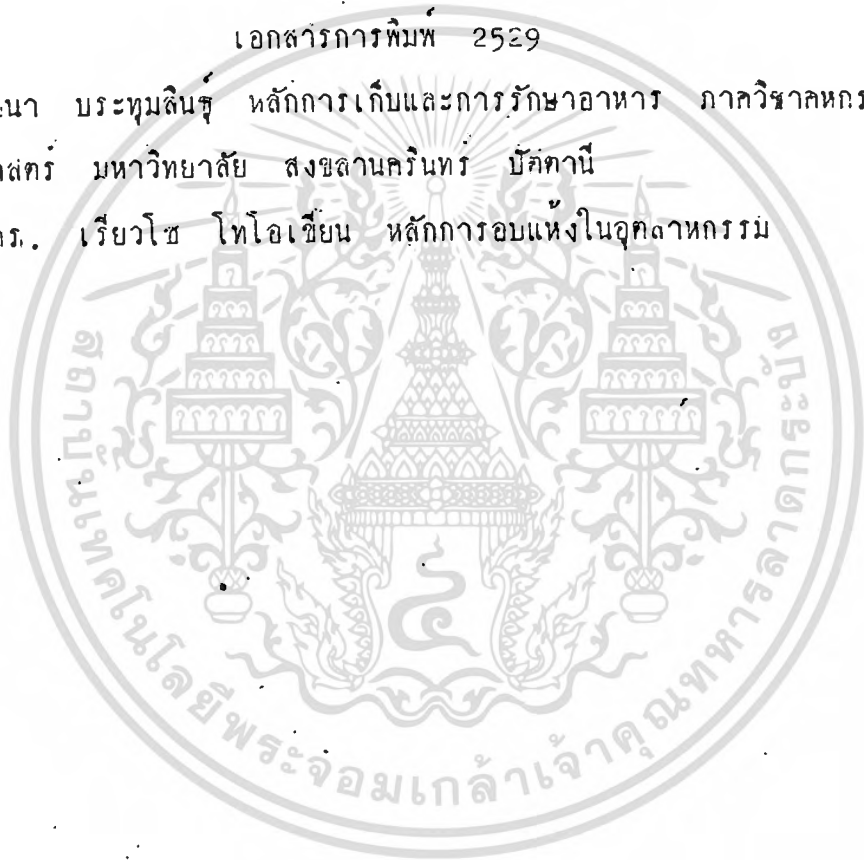 เอกสารการพิมพ์ 2529
นา บระทุมสินธุ์ หลักการเก็บและการรักษาอาหาร ภาควิชาคหกร
าสตร์ มหาวิทยาลัย สงขลานครินทร์ ปัตตานี
ดร. เรียวโซ โทโอเขียน หลักการอบแห้งในอุตสาหกรรม
สถาบันเทคโนโลยีพระจอมเกล้าเจ้าคุณทหารลาดกระบัง